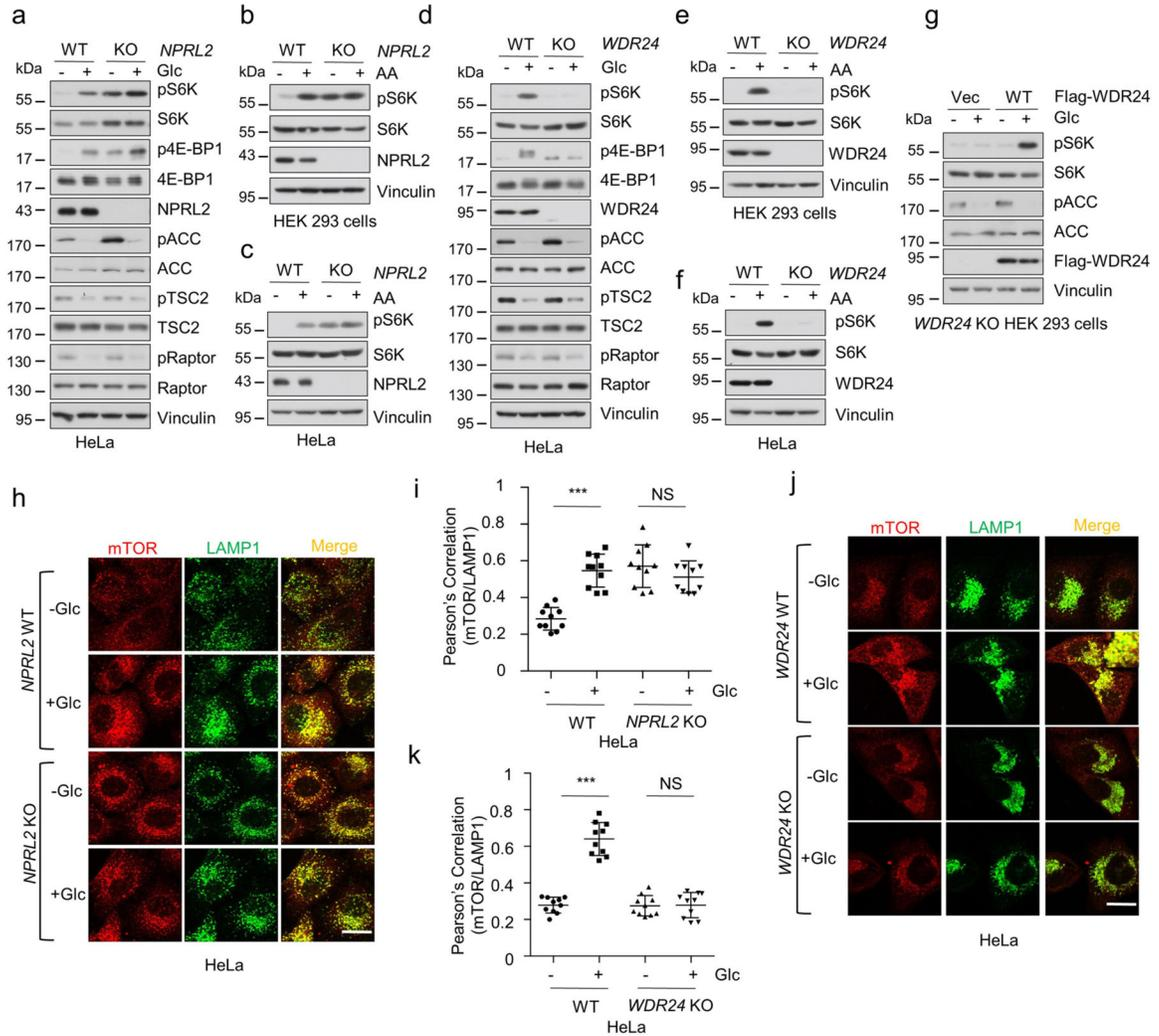 a
WT KO NPRL2
kDa - + - + Glc
55 pS6K
55 S6K
17 p4E-BP1
17 4E-BP1
43 NPRL2
170 pACC
170 ACC
170 pTSC2
170 TSC2
130 pRaptor
130 Raptor
95 Vinculin
HeLa
b
WT KO NPRL2
kDa - + - + AA
55 pS6K
55 S6K
43 NPRL2
95 Vinculin
HEK 293 cells
c
WT KO NPRL2
kDa - + - + AA
55 pS6K
55 S6K
43 NPRL2
95 Vinculin
HeLa
d
WT KO WDR24
Glc - + - +
kDa
55 pS6K
55 S6K
17 p4E-BP1
17 4E-BP1
95 WDR24
170 pACC
170 ACC
170 pTSC2
170 TSC2
130 pRaptor
130 Raptor
95 Vinculin
HeLa
e
WT KO WDR24
kDa - + - + AA
55 pS6K
55 S6K
95 WDR24
95 Vinculin
HEK 293 cells
f
WT KO WDR24
kDa - + - + AA
55 pS6K
55 S6K
95 WDR24
95 Vinculin
HeLa
g
Vec WT Flag-WDR24
kDa - + - + Glc
55 pS6K
S6K
170 pACC
170 ACC
95 Flag-WDR24
95 Vinculin
WDR24 KO HEK 293 cells
h
mTOR LAMP1 Merge
NPRL2 WT
-Glc
+Glc
NPRL2 KO
-Glc
+Glc
HeLa
i
Pearson's Correlation
(mTOR/LAMP1)
1
0.8
0.6
0.4
0.2
0
*** NS
- + - + Glc
WT NPRL2 KO
HeLa
j
mTOR LAMP1 Merge
WDR24 WT
-Glc
+Glc
WDR24 KO
-Glc
+Glc
HeLa
k
Pearson's Correlation
(mTOR/LAMP1)
1
0.8
0.6
0.4
0.2
0
*** NS
- + - + Glc
WT WDR24 KO
HeLa